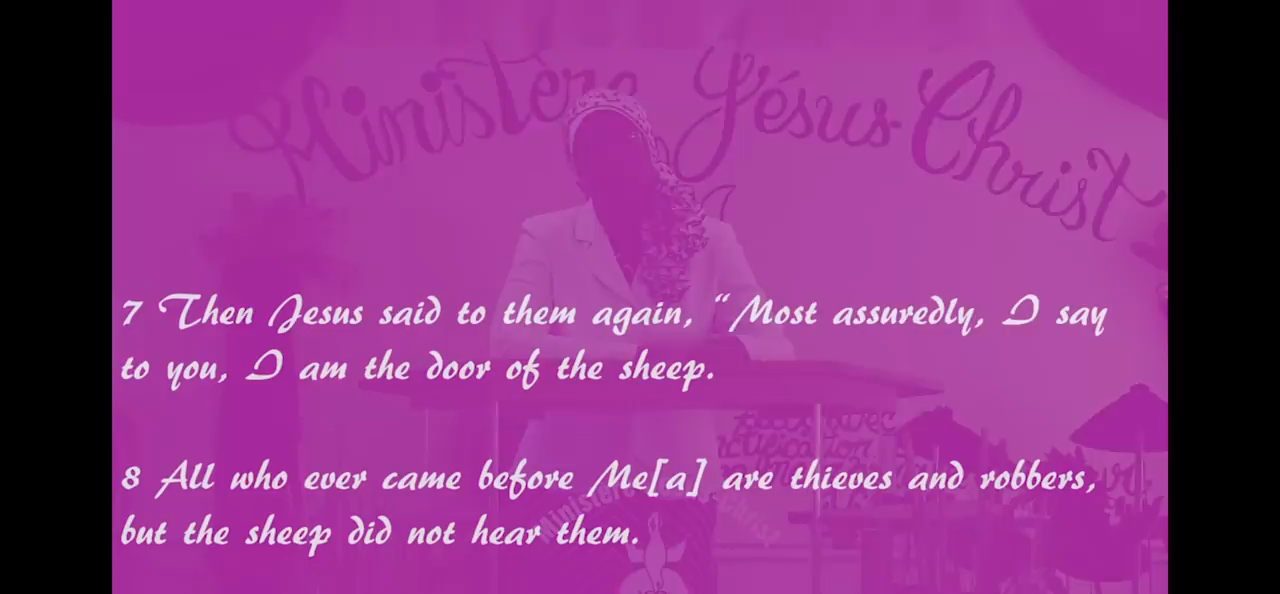 Ministère Jésus-Christ
7 Then Jesus said to them again, “Most assuredly, I say
to you, I am the door of the sheep.
8 All who ever came before Me[a] are thieves and robbers,
but the sheep did not hear them.